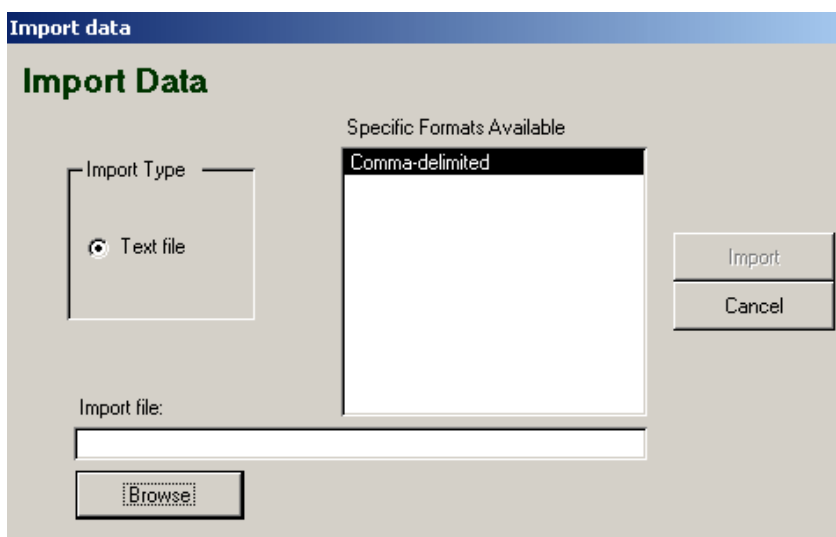 Import data
Import Data
Specific Formats Available
Import Type
Comma-delimited
Text file
Import
Cancel
Import file:
Browse